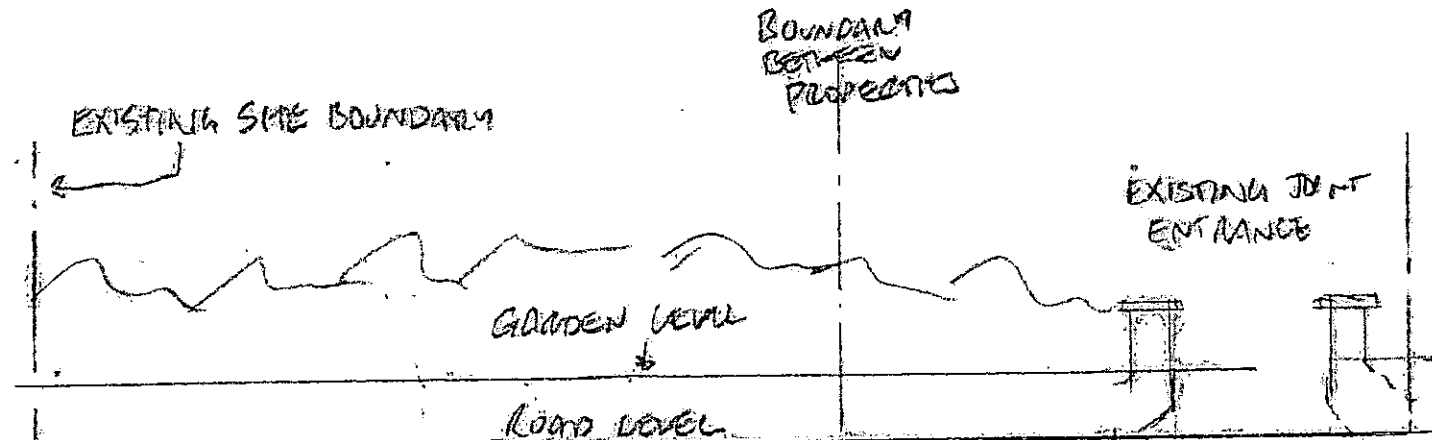 BOUNDARY
BETWEEN
PROPERTIES
EXISTING SITE BOUNDARY
EXISTING JOINT
ENTRANCE
GARDEN LEVEL
ROAD LEVEL